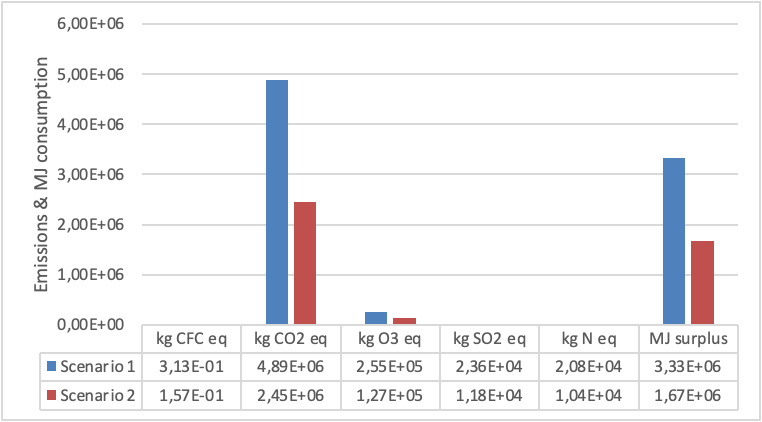 Emissions & MJ consumption
6,00E+06
5,00E+06
4,00E+06
3,00E+06
2,00E+06
1,00E+06
0,00E+00
kg CFC eq kg CO2 eq kg O3 eq kg SO2 eq kg N eq MJ surplus
Scenario 1 3,13E-01 4,89E+06 2,55E+05 2,36E+04 2,08E+04 3,33E+06
Scenario 2 1,57E-01 2,45E+06 1,27E+05 1,18E+04 1,04E+04 1,67E+06